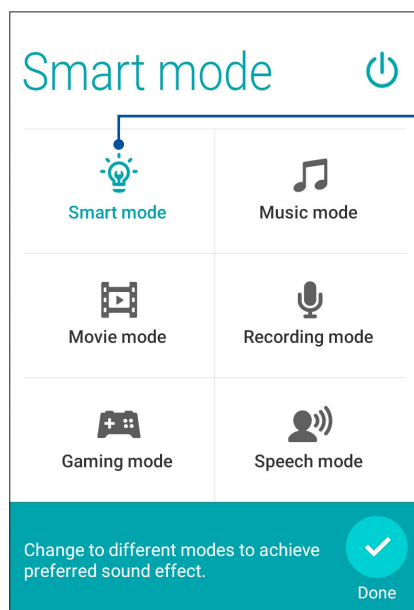 Smart mode
Smart mode
Music mode
Movie mode
Recording mode
Gaming mode
Speech mode
Change to different modes to achieve
preferred sound effect.
Done